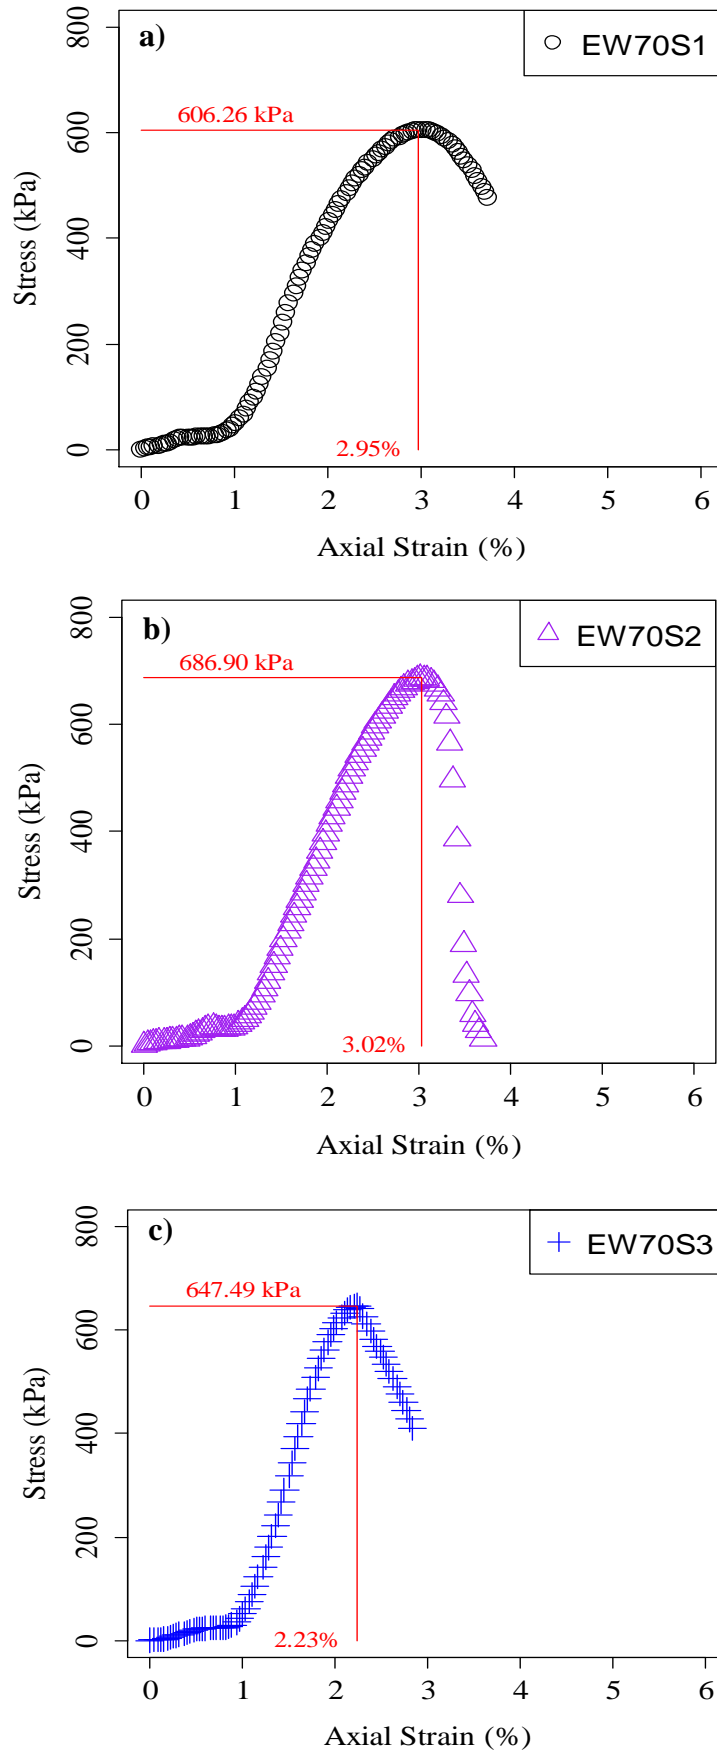 a)
EW70S1
606.26 kPa
2.95%
Stress (kPa)
0
200
400
600
800
0 1 2 3 4 5 6
Axial Strain (%)
b)
EW70S2
686.90 kPa
3.02%
Stress (kPa)
0
200
400
600
800
0 1 2 3 4 5 6
Axial Strain (%)
c)
EW70S3
647.49 kPa
2.23%
Stress (kPa)
0
200
400
600
800
0 1 2 3 4 5 6
Axial Strain (%)